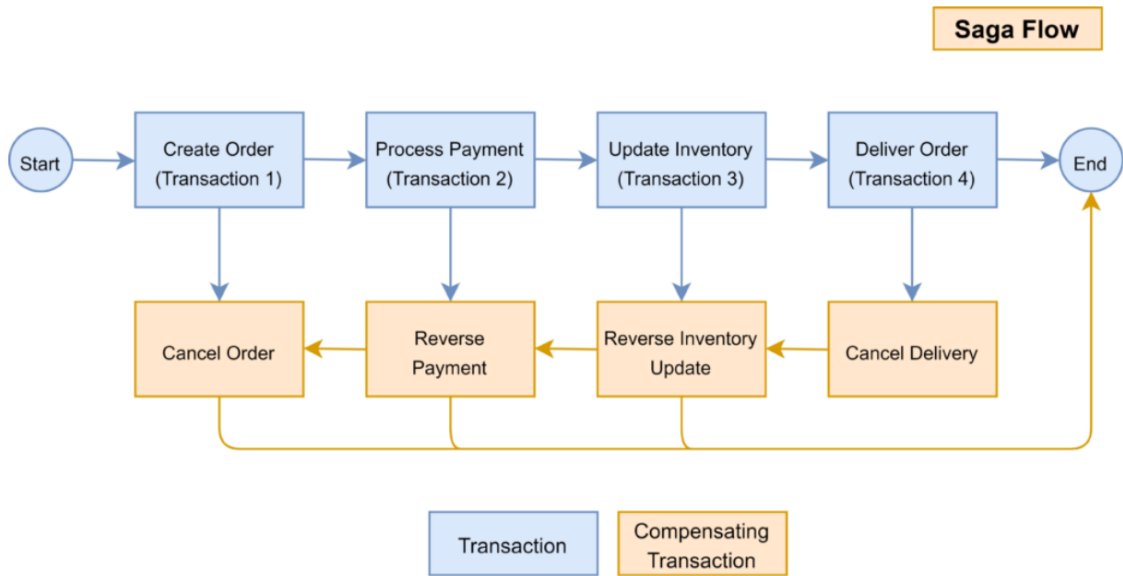 Saga Flow
Start
Create Order
(Transaction 1)
Process Payment
(Transaction 2)
Update Inventory
(Transaction 3)
Deliver Order
(Transaction 4)
End
Cancel Order
Reverse
Payment
Reverse Inventory
Update
Cancel Delivery
Transaction
Compensating
Transaction